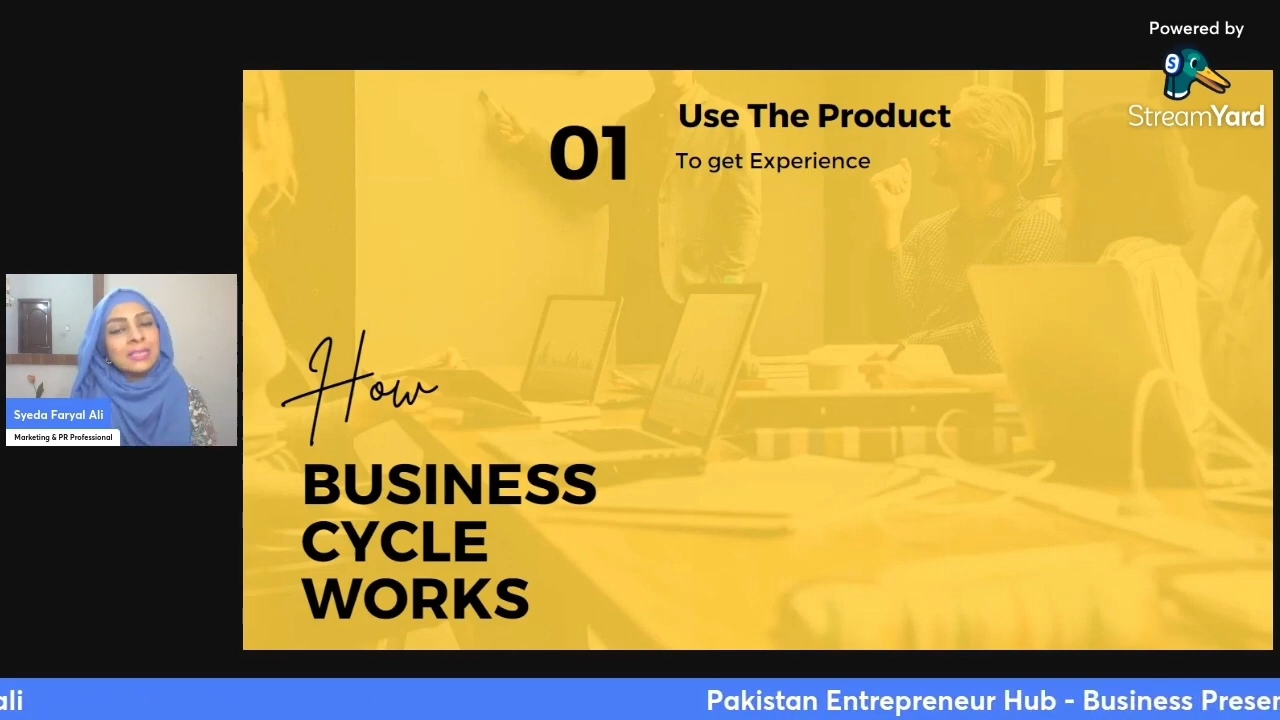 Powered by
StreamYard
01
Use The Product
To get Experience
How
BUSINESS
CYCLE
WORKS
Syeda Faryal Ali
Marketing & PR Professional
ali
Pakistan Entrepreneur Hub - Business Presen